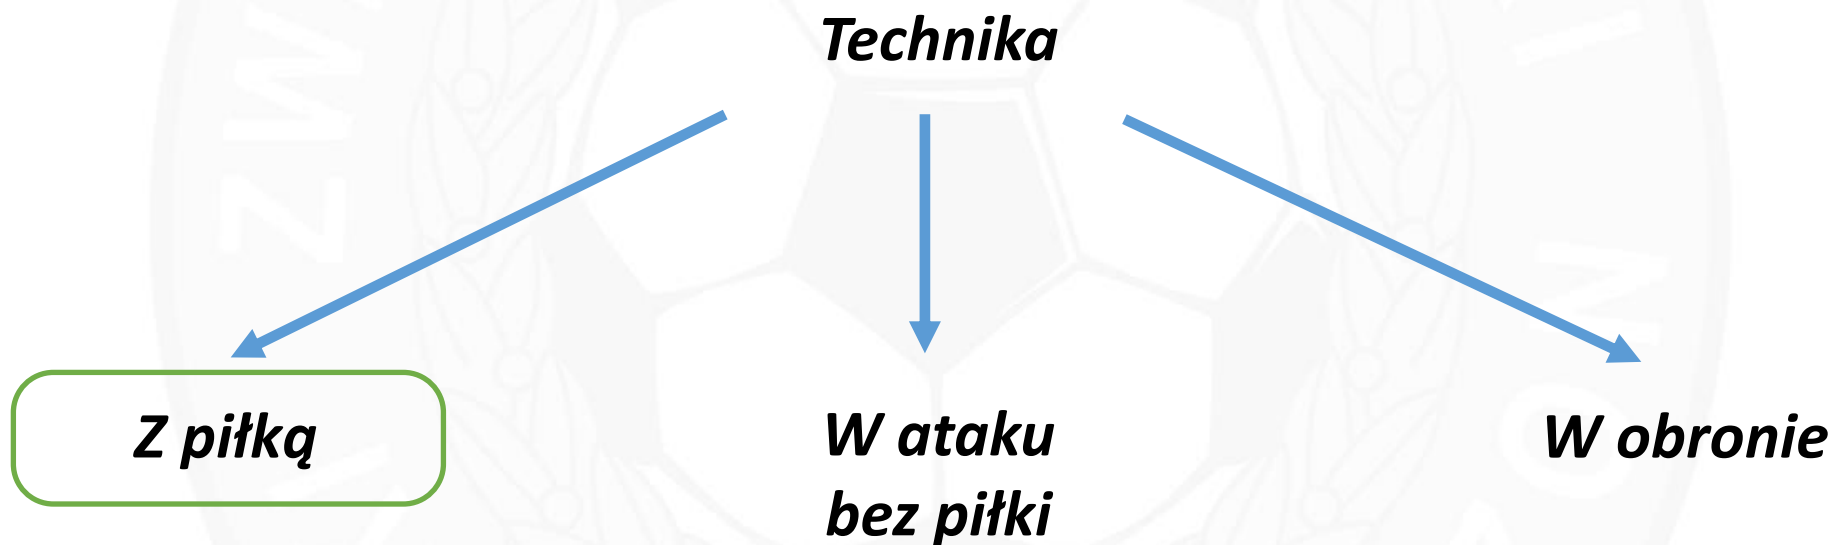 Technika
Z piłką
W ataku
bez piłki
W obronie